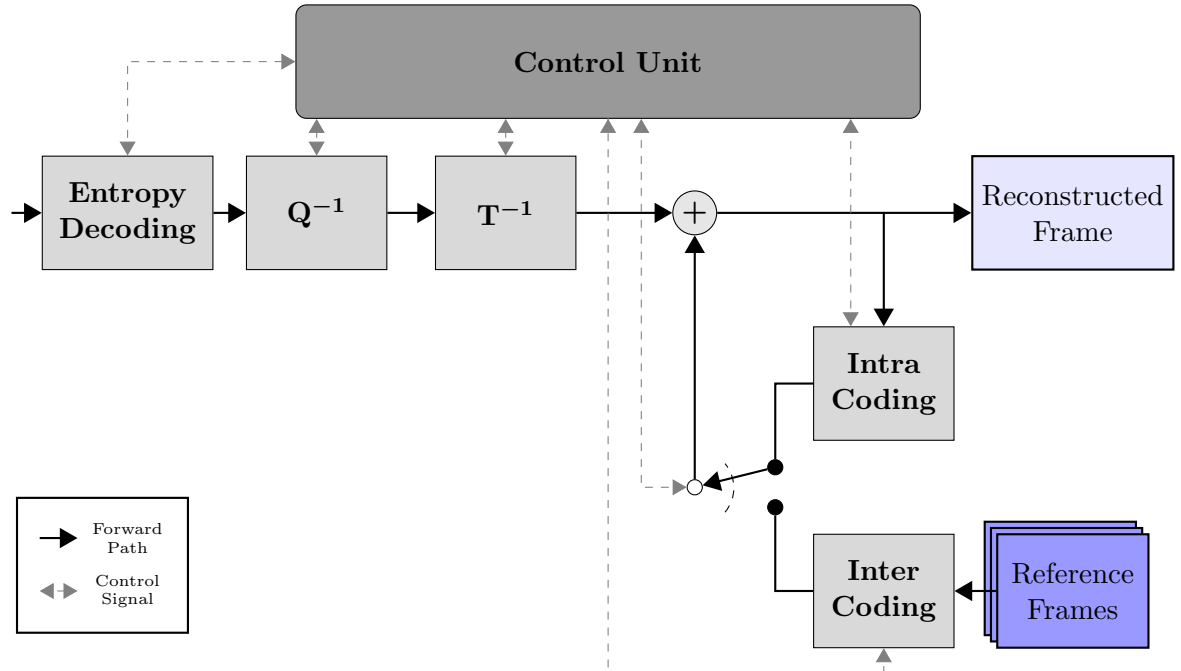 Control Unit
Entropy
Decoding
Q⁻¹
T⁻¹
+
Reconstructed
Frame
Intra
Coding
Inter
Coding
Reference
Frames
Forward
Path
Control
Signal